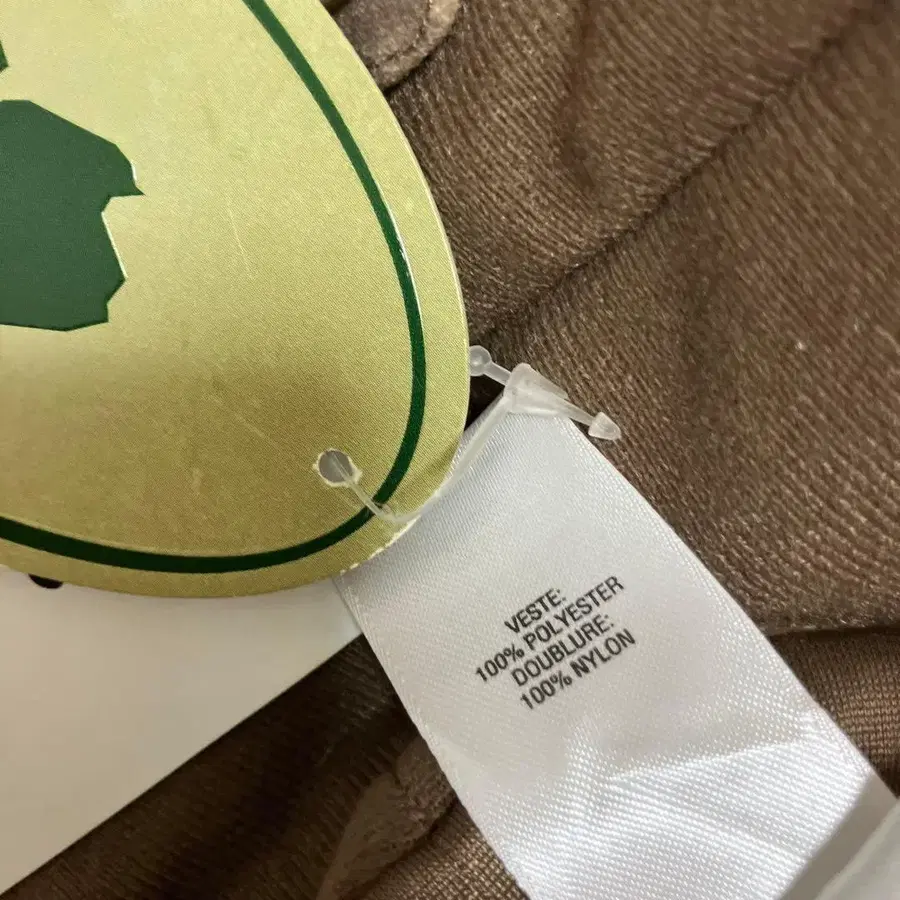 VESTE:
100% POLYESTER
DOUBLURE:
100% NYLON